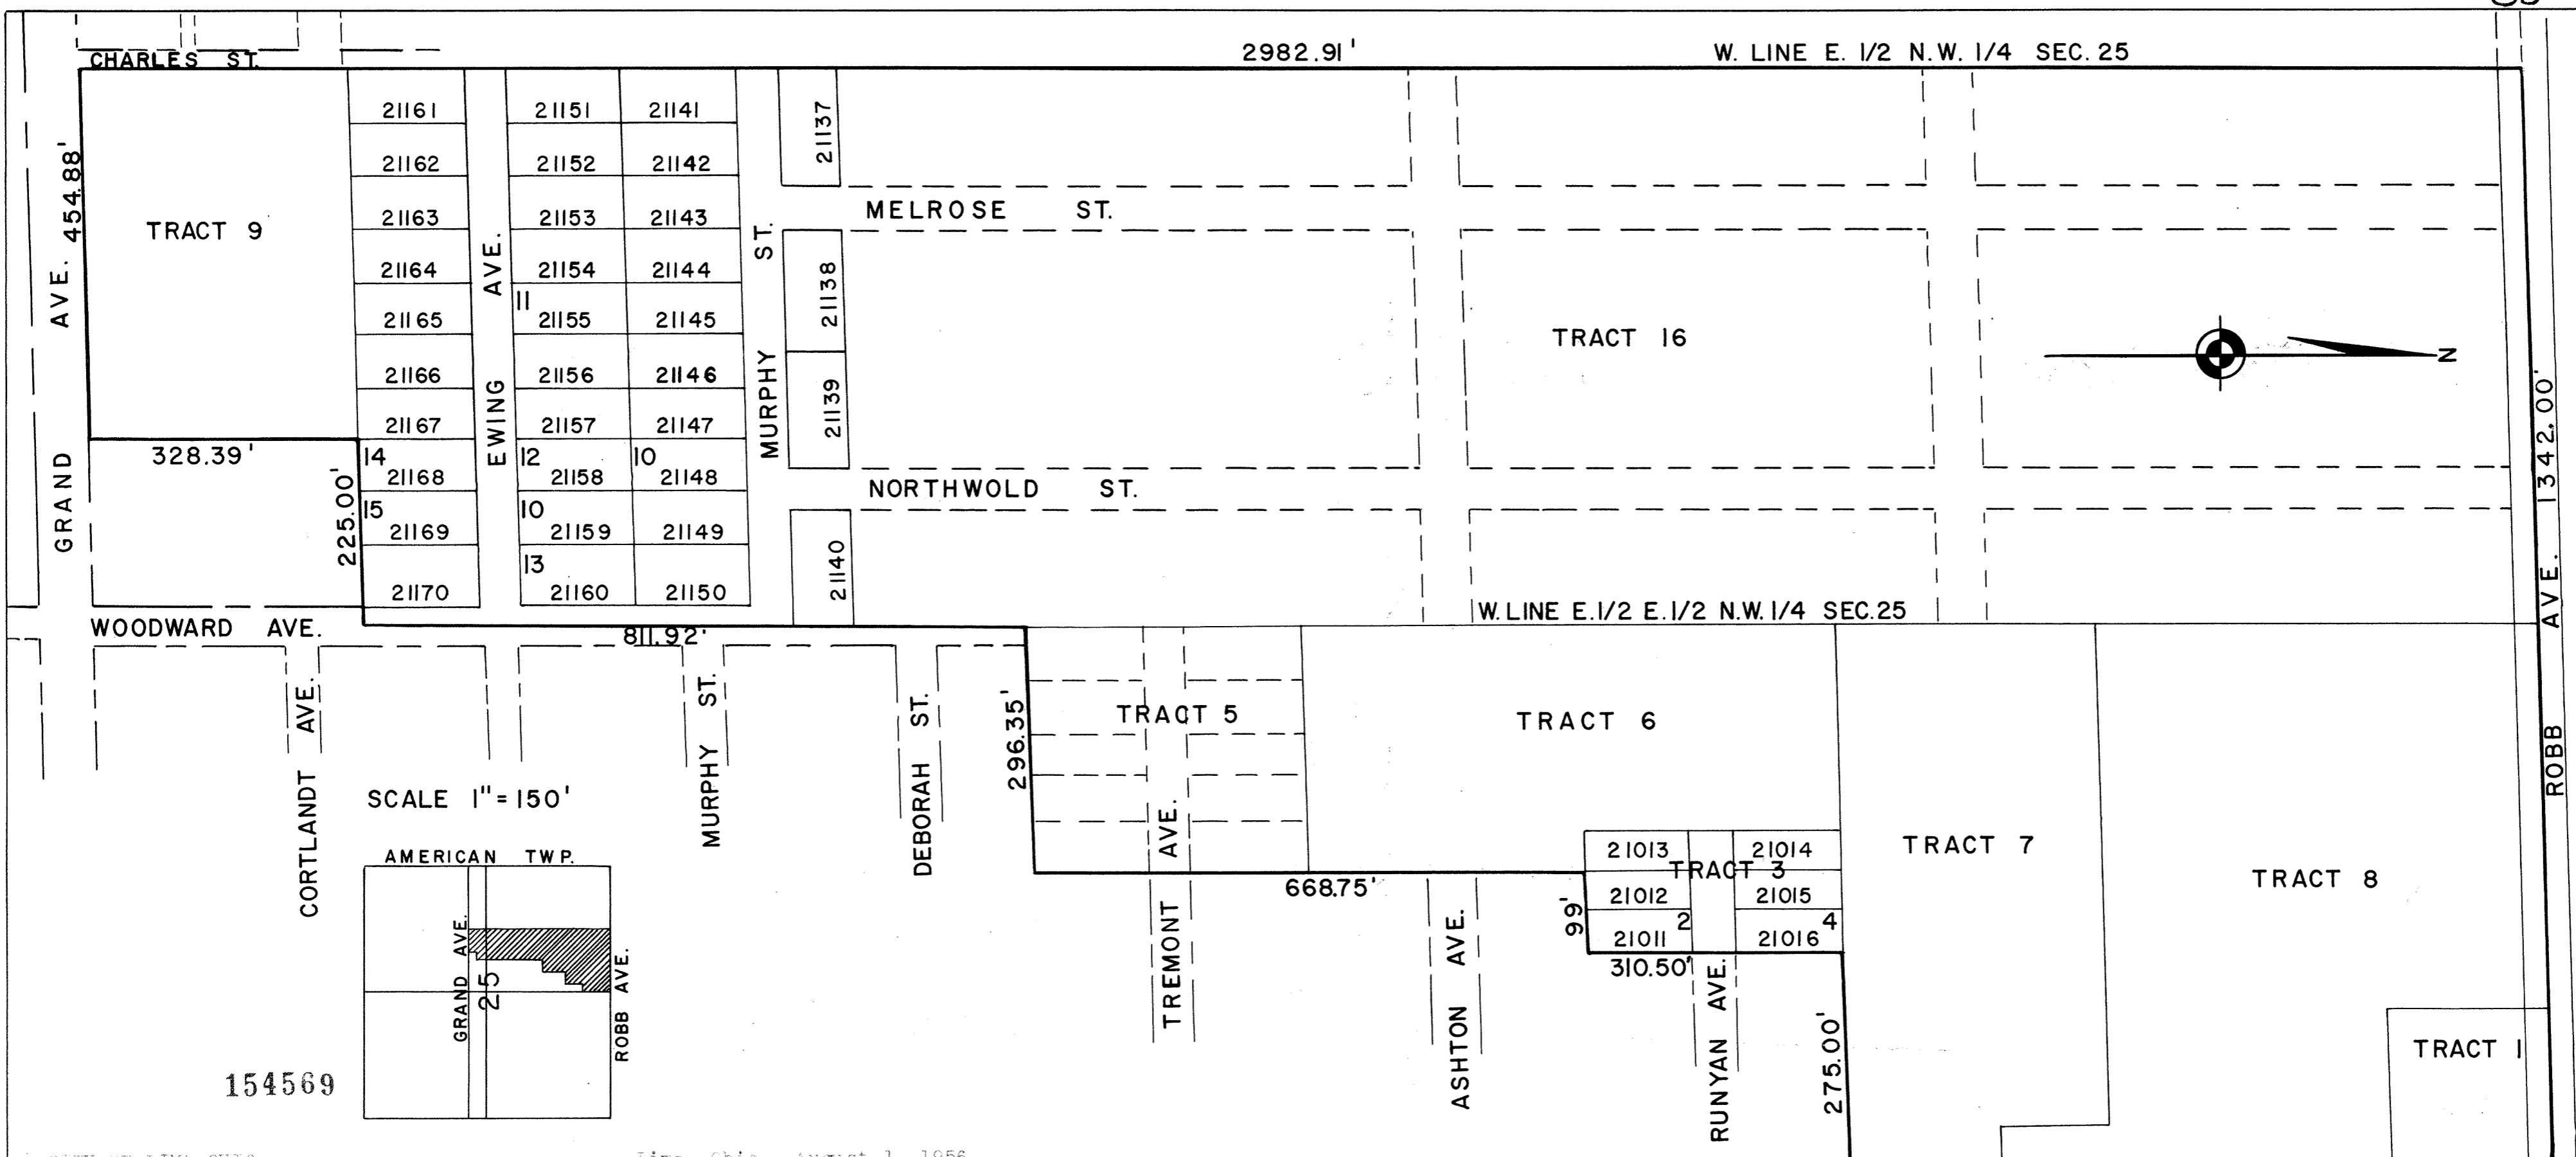 2982.91'
W. LINE E. 1/2 N.W. 1/4 SEC. 25
CHARLES ST.
GRAND AVE. 454.88'
TRACT 9
21161
21162
21163
21164
21165
21166
21167
14
21168
15
21169
21170
EWING AVE.
21151
21152
21153
21154
11
21155
21156
21157
12
21158
10
21159
13
21160
21141
21142
21143
21144
21145
21146
21147
10
21148
21149
21150
MURPHY ST.
21137
21138
21139
21140
MELROSE ST.
NORTHWOLD ST.
TRACT 16
N
ROBB AVE. 1342.00'
328.39'
225.00'
WOODWARD AVE.
811.92'
W. LINE E.1/2 E.1/2 N.W. 1/4 SEC.25
CORTLANDT AVE.
MURPHY ST.
DEBORAH ST.
296.35'
TRACT 5
TREMONT AVE.
TRACT 6
668.75'
ASHTON AVE.
99'
21013
21014
TRACT 3
21012
21015
2
4
21011
21016
310.50'
RUNYAN AVE.
275.00'
TRACT 7
TRACT 8
TRACT 1
SCALE 1"=150'
AMERICAN TWP.
GRAND AVE.
25
ROBB AVE.
154569
Lima, Ohio August 1, 1956